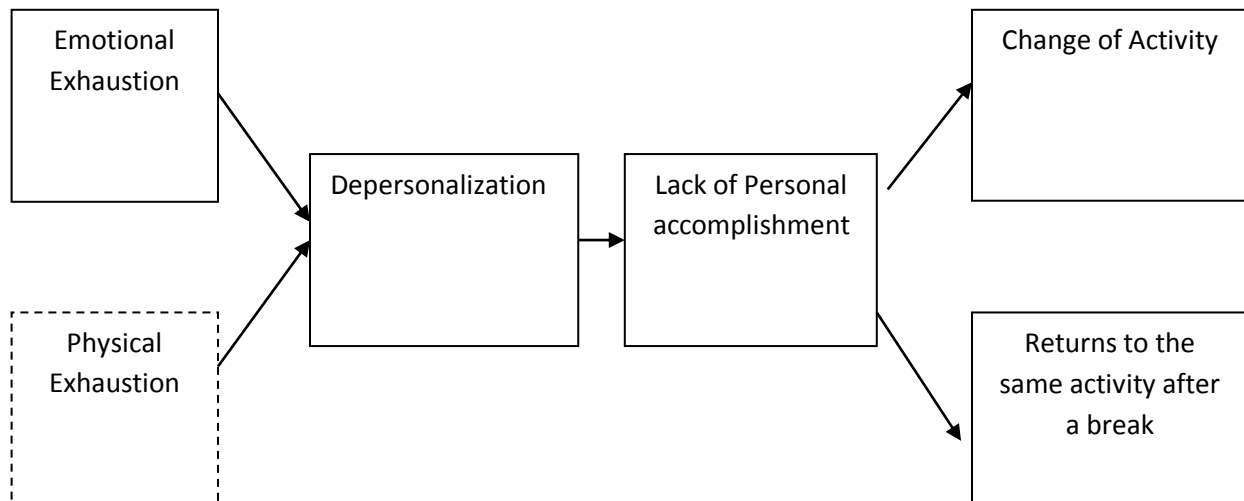 Emotional
Exhaustion
Change of Activity
Depersonalization
Lack of Personal
accomplishment
Physical
Exhaustion
Returns to the
same activity after
a break